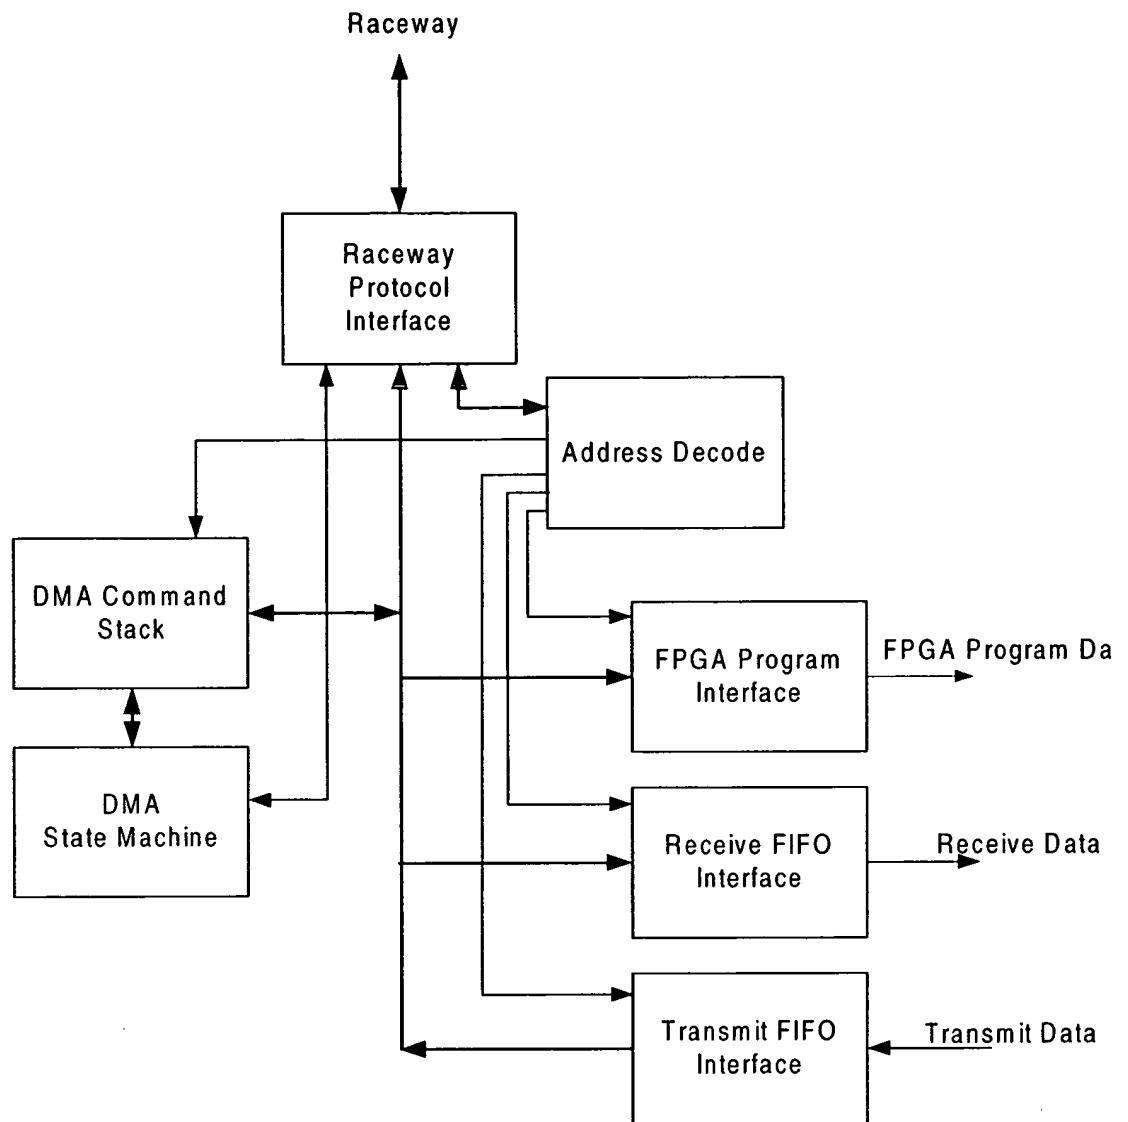 Raceway
Raceway
Protocol
Interface
Address Decode
DMA Command
Stack
FPGA Program
Interface
FPGA Program Da
DMA
State Machine
Receive FIFO
Interface
Receive Data
Transmit FIFO
Interface
Transmit Data